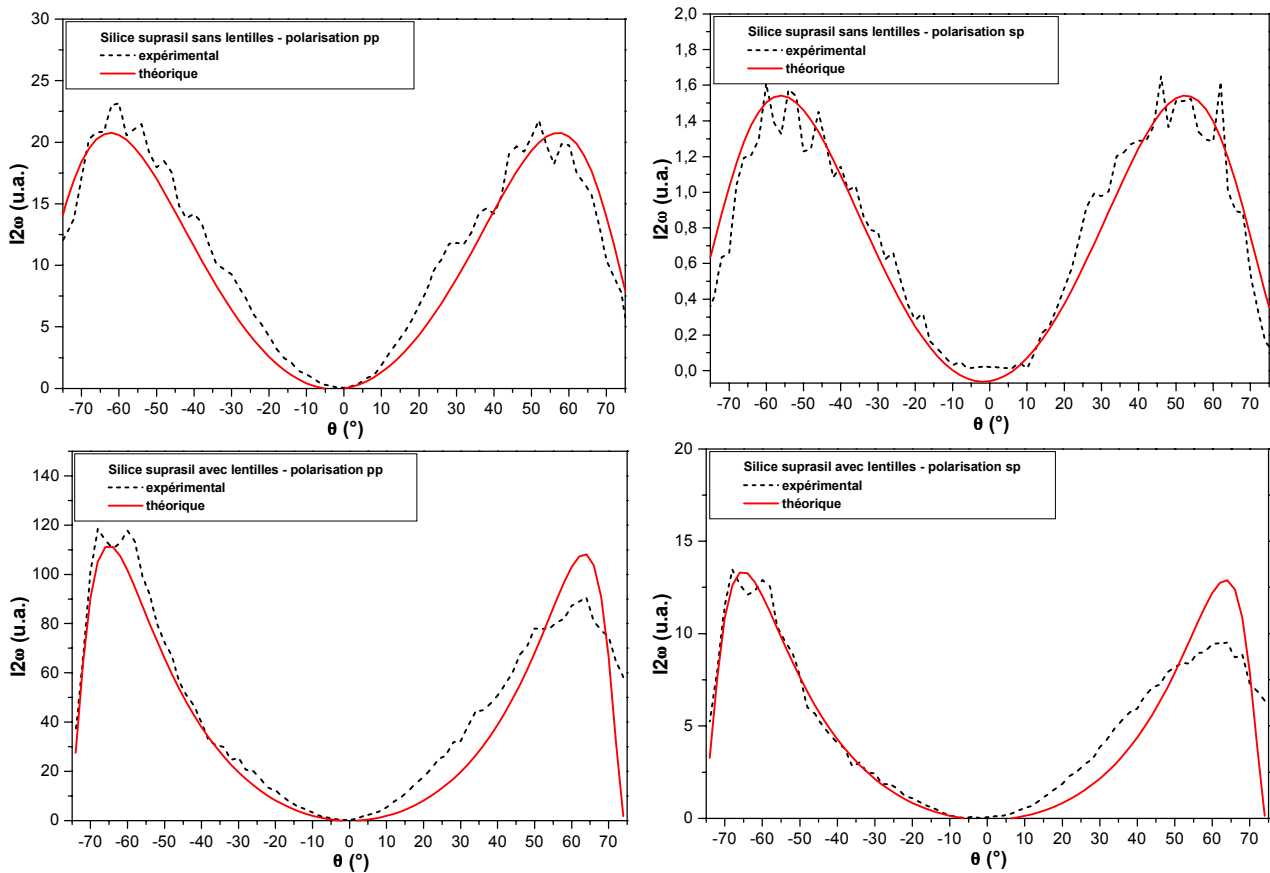 Silice suprasil sans lentilles - polarisation pp
expérimental
théorique
30
25
20
15
10
5
0
I2ω (u.a.)
-70 -60 -50 -40 -30 -20 -10 0 10 20 30 40 50 60 70
θ (°)
Silice suprasil sans lentilles - polarisation sp
expérimental
théorique
2,0
1,8
1,6
1,4
1,2
1,0
0,8
0,6
0,4
0,2
0,0
I2ω (u.a.)
-70 -60 -50 -40 -30 -20 -10 0 10 20 30 40 50 60 70
θ (°)
Silice suprasil avec lentilles - polarisation pp
expérimental
théorique
140
120
100
80
60
40
20
0
I2ω (u.a.)
-70 -60 -50 -40 -30 -20 -10 0 10 20 30 40 50 60 70
θ (°)
Silice suprasil avec lentilles - polarisation sp
expérimental
théorique
20
15
10
5
0
I2ω (u.a.)
-70 -60 -50 -40 -30 -20 -10 0 10 20 30 40 50 60 70
θ (°)